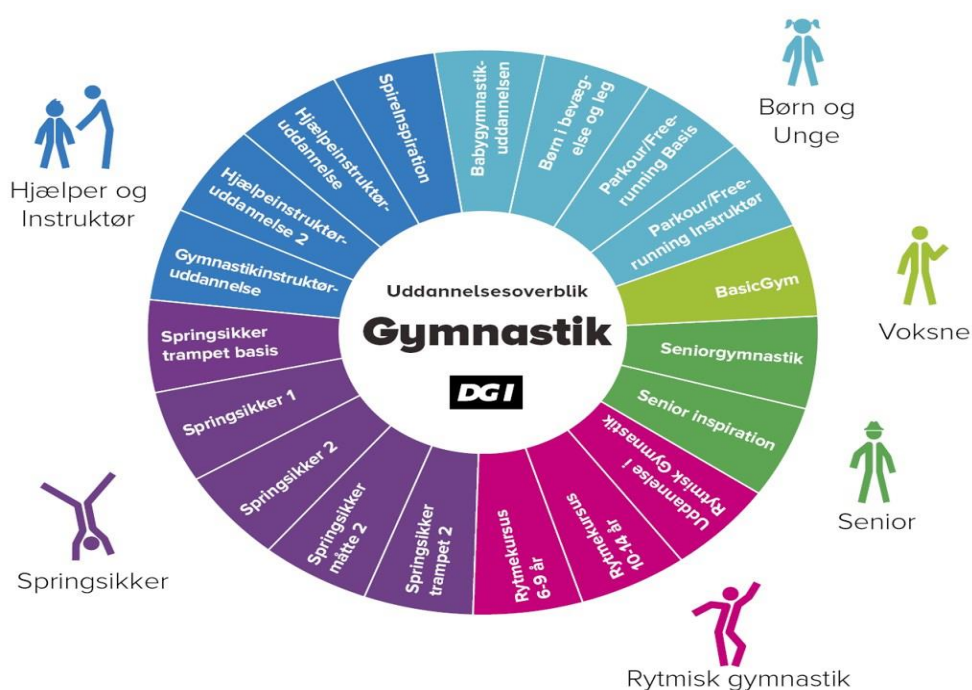 Uddannelsesoverblik
Gymnastik
DGI
Børn og
Unge
Babygymnastik-
uddannelsen
Børn i bevæg-
else og leg
Parkour/Free-
running Basis
Parkour/Free-
running Instruktør
Voksne
BasicGym
Senior
Seniorgymnastik
Senior inspiration
Rytmisk gymnastik
Uddannelse i
Rytmisk Gymnastik
Rytmekursus
10-14 år
Rytmekursus
6-9 år
Springsikker
Springsikker
trampet 2
Springsikker
måtte 2
Springsikker 2
Springsikker 1
Springsikker
trampet basis
Hjælper og
Instruktør
Gymnastikinstruktør-
uddannelse
Hjælpeinstruktør-
uddannelse 2
Hjælpeinstruktør-
uddannelse
SpireInspiration